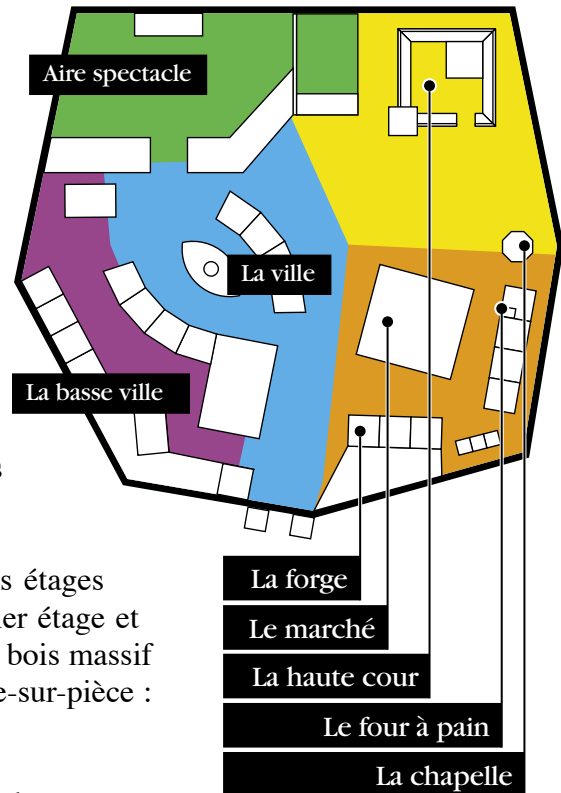 Aire spectacle
La ville
La basse ville
s
s étages
er étage et
bois massif
e-sur-pièce :
La forge
Le marché
La haute cour
Le four à pain
La chapelle